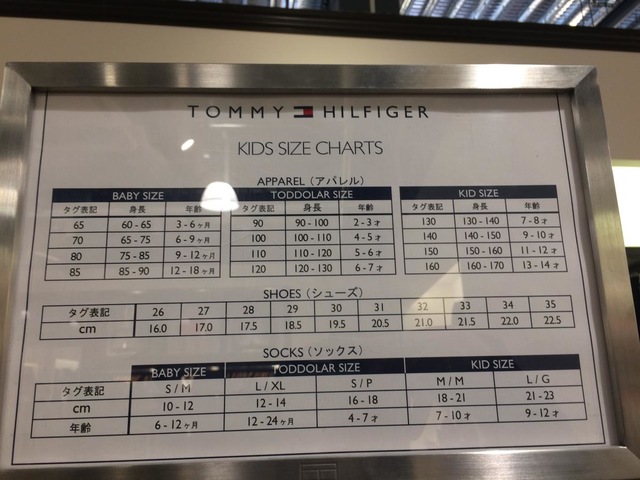 TOMMY HILFIGER
KIDS SIZE CHARTS
APPAREL (アパレル)
BABY SIZE TODDOLAR SIZE KID SIZE
タグ表記 身長 年齢 タグ表記 身長 年齢 タグ表記 身長 年齢
65 60 - 65 3 - 6ヶ月 90 90 - 100 2 - 3才 130 130 - 140 7 - 8才
70 65 - 75 6 - 9ヶ月 100 100 - 110 4 - 5才 140 140 - 150 9 - 10才
80 75 - 85 9 - 12ヶ月 110 110 - 120 5 - 6才 150 150 - 160 11 - 12才
85 85 - 90 12 - 18ヶ月 120 120 - 130 6 - 7才 160 160 - 170 13 - 14才
SHOES (シューズ)
タグ表記 26 27 28 29 30 31 32 33 34 35
cm 16.0 17.0 17.5 18.5 19.5 20.5 21.0 21.5 22.0 22.5
SOCKS (ソックス)
BABY SIZE TODDOLAR SIZE KID SIZE
タグ表記 S / M L / XL S / P M / M L / G
cm 10 - 12 12 - 14 16 - 18 18 - 21 21 - 23
年齢 6 - 12ヶ月 12 - 24ヶ月 4 - 7才 7 - 10才 9 - 12才